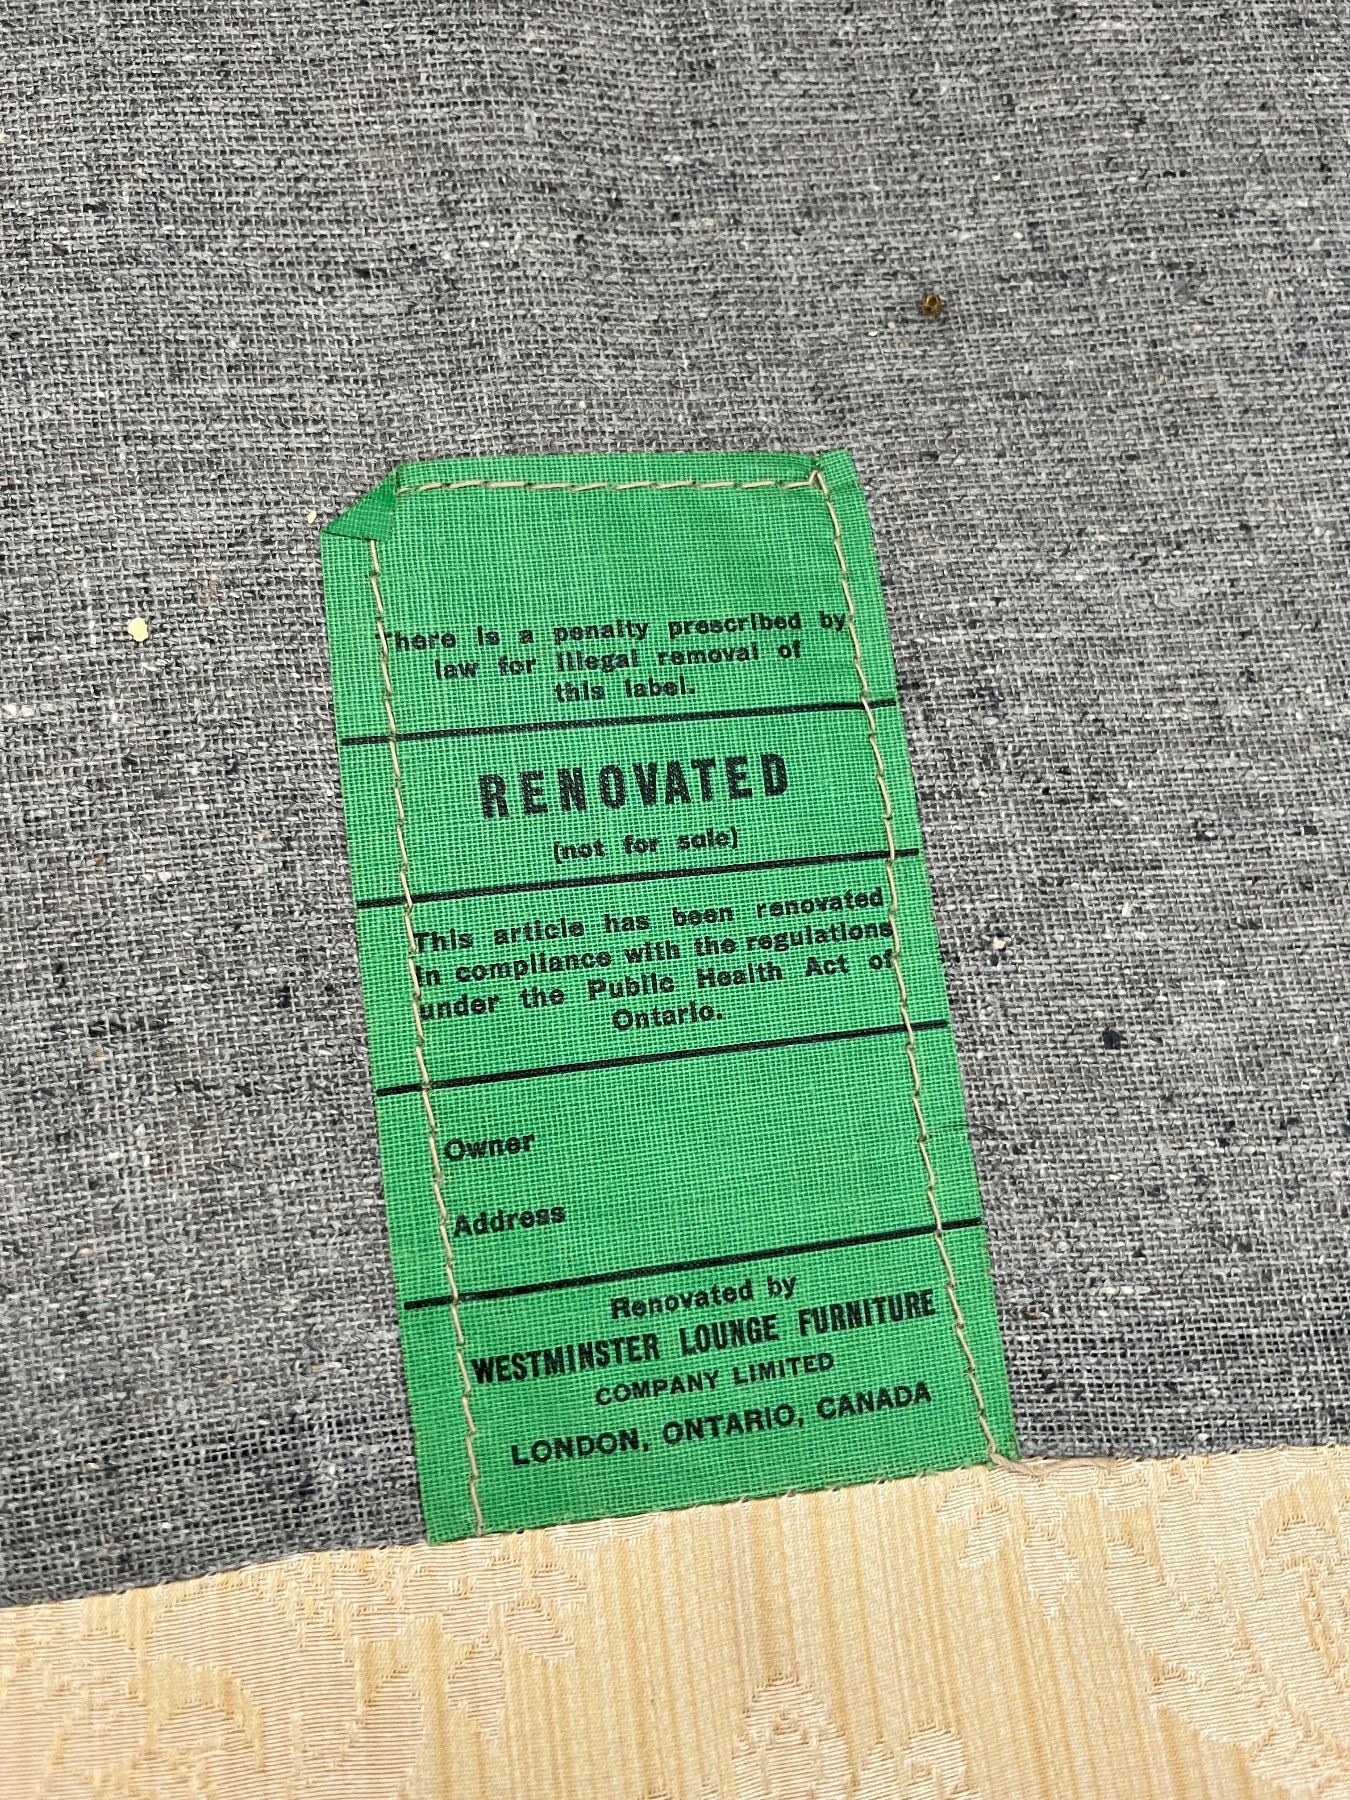 There is a penalty prescribed by
law for illegal removal of
this label.
RENOVATED
(not for sale)
This article has been renovated
in compliance with the regulations
under the Public Health Act of
Ontario.
Owner
Address
Renovated by
WESTMINSTER LOUNGE FURNITURE
COMPANY LIMITED
LONDON, ONTARIO, CANADA